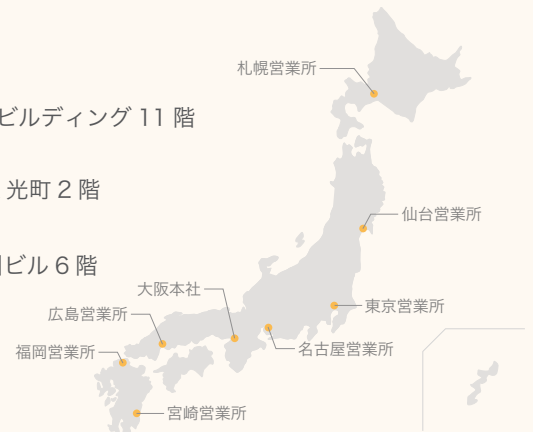 札幌営業所
ビルディング 11 階
光町 2 階
仙台営業所
ビル 6 階
大阪本社
東京営業所
広島営業所
名古屋営業所
福岡営業所
宮崎営業所